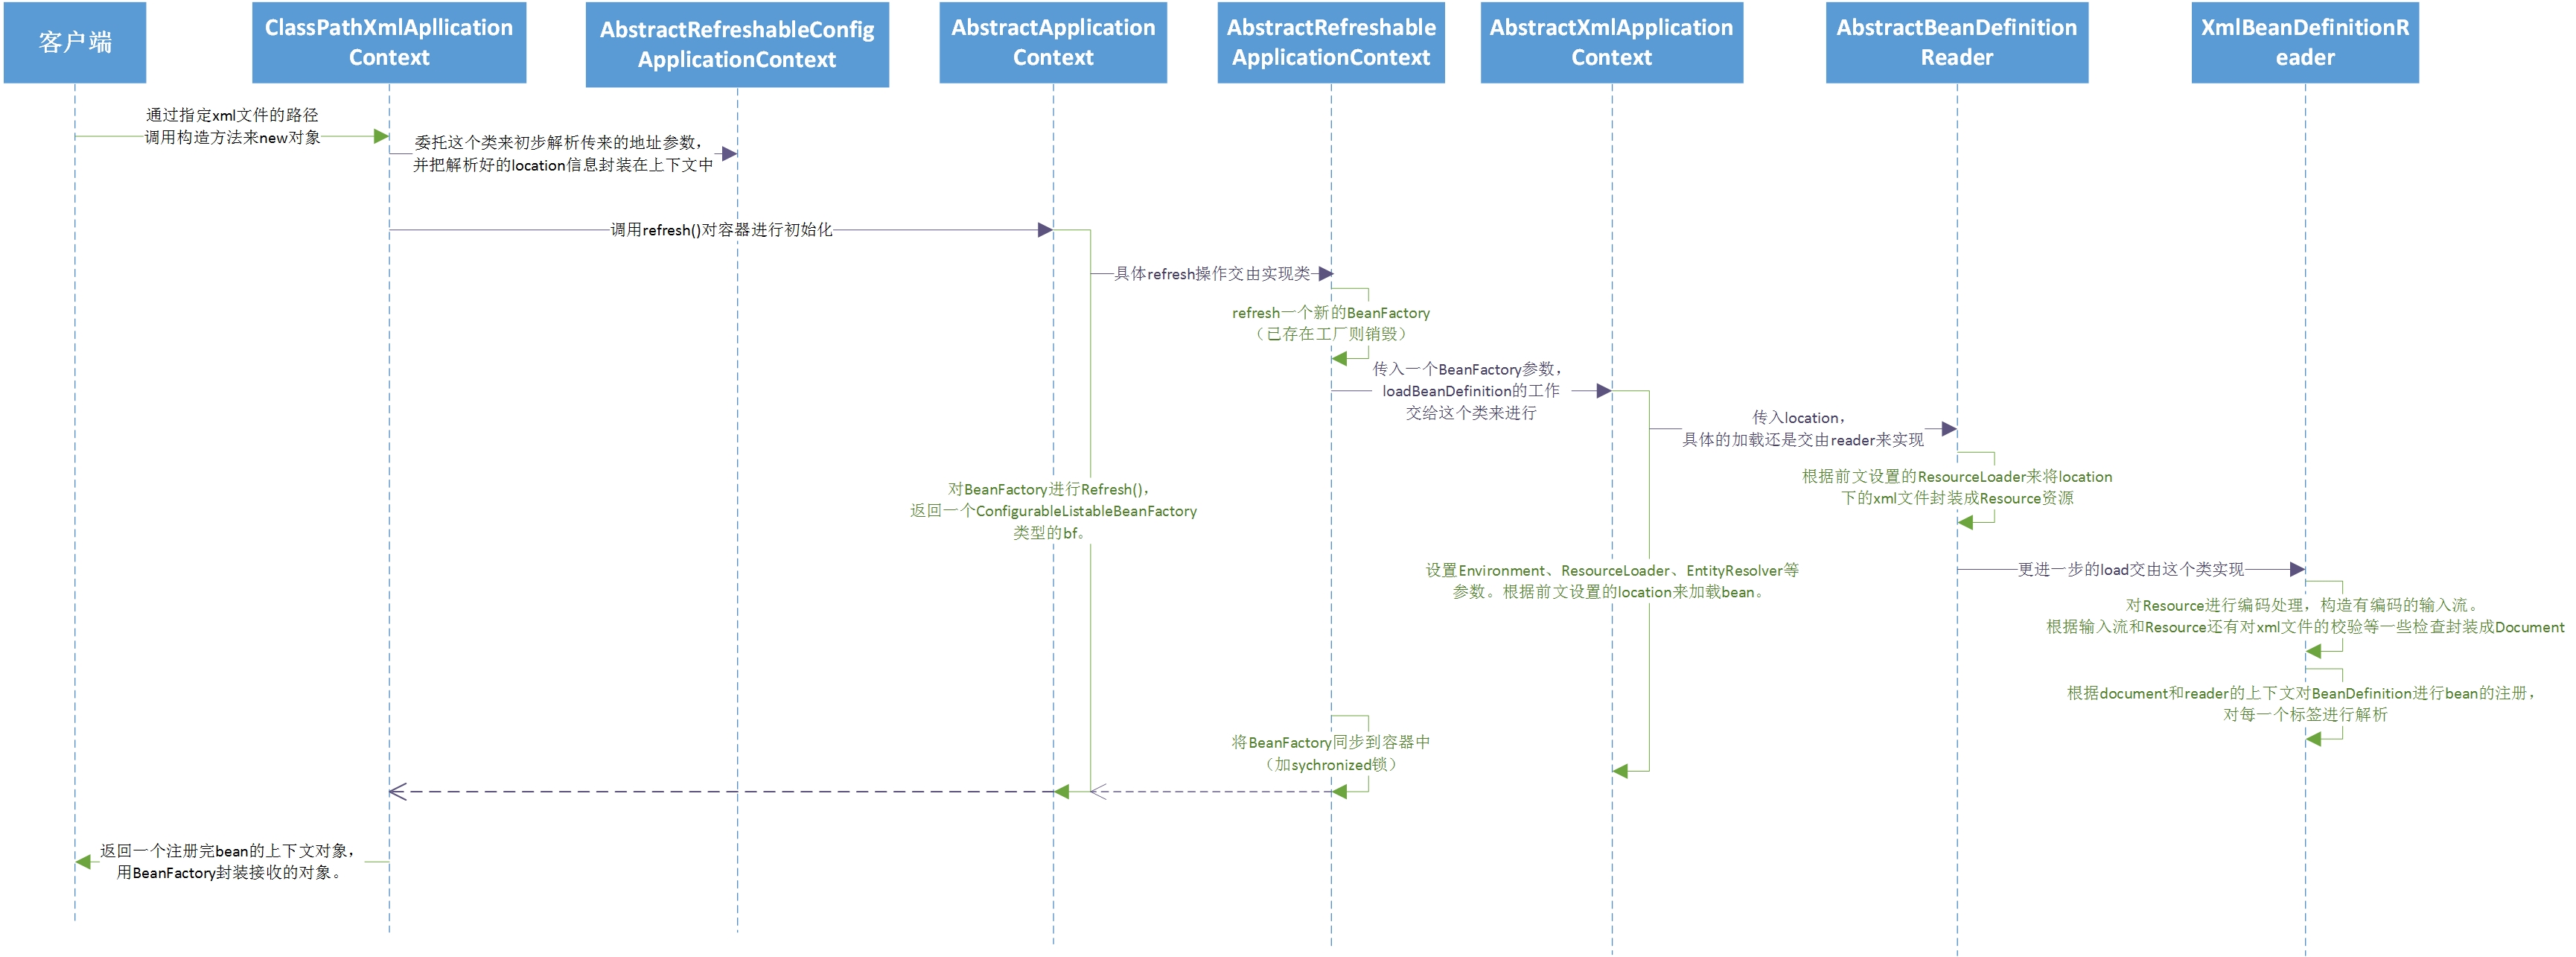 客户端
ClassPathXmlApllication
Context
AbstractRefreshableConfig
ApplicationContext
AbstractApplication
Context
AbstractRefreshable
ApplicationContext
AbstractXmlApplication
Context
AbstractBeanDefinition
Reader
XmlBeanDefinitionR
eader
通过指定xml文件的路径
调用构造方法来new对象
委托这个类来初步解析传来的地址参数，
并把解析好的location信息封装在上下文中
调用refresh()对容器进行初始化
具体refresh操作交由实现类
refresh一个新的BeanFactory
（已存在工厂则销毁）
传入一个BeanFactory参数，
loadBeanDefinition的工作
交给这个类来进行
传入location，
具体的加载还是交由reader来实现
根据前文设置的ResourceLoader来将location
下的xml文件封装成Resource资源
对BeanFactory进行Refresh()，
返回一个ConfigurableListableBeanFactory
类型的bf。
设置Environment、ResourceLoader、EntityResolver等
参数。根据前文设置的location来加载bean。
更进一步的load交由这个类实现
对Resource进行编码处理，构造有编码的输入流。
根据输入流和Resource还有对xml文件的校验等一些检查封装成Document
根据document和reader的上下文对BeanDefinition进行bean的注册，
对每一个标签进行解析
将BeanFactory同步到容器中
（加sychronized锁）
返回一个注册完bean的上下文对象，
用BeanFactory封装接收的对象。